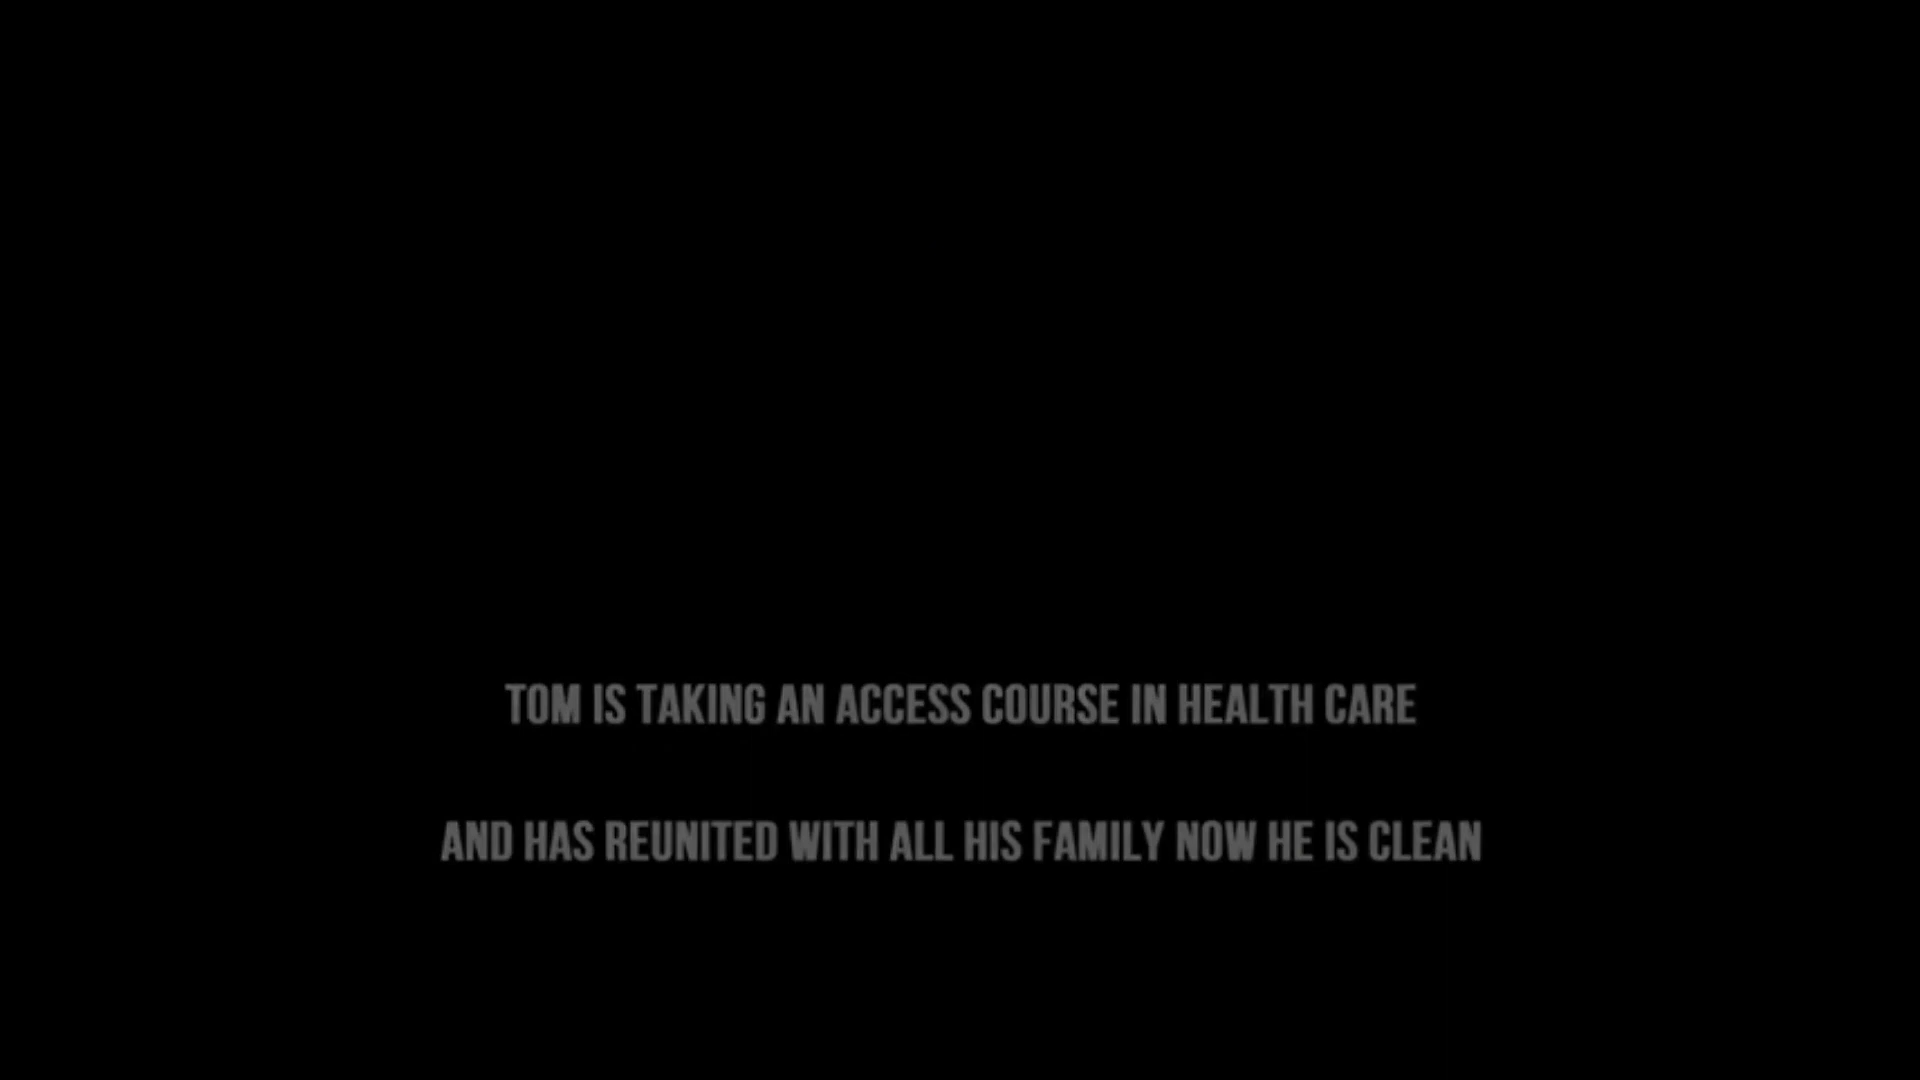 TOM IS TAKING AN ACCESS COURSE IN HEALTH CARE
AND HAS REUNITED WITH ALL HIS FAMILY NOW HE IS CLEAN